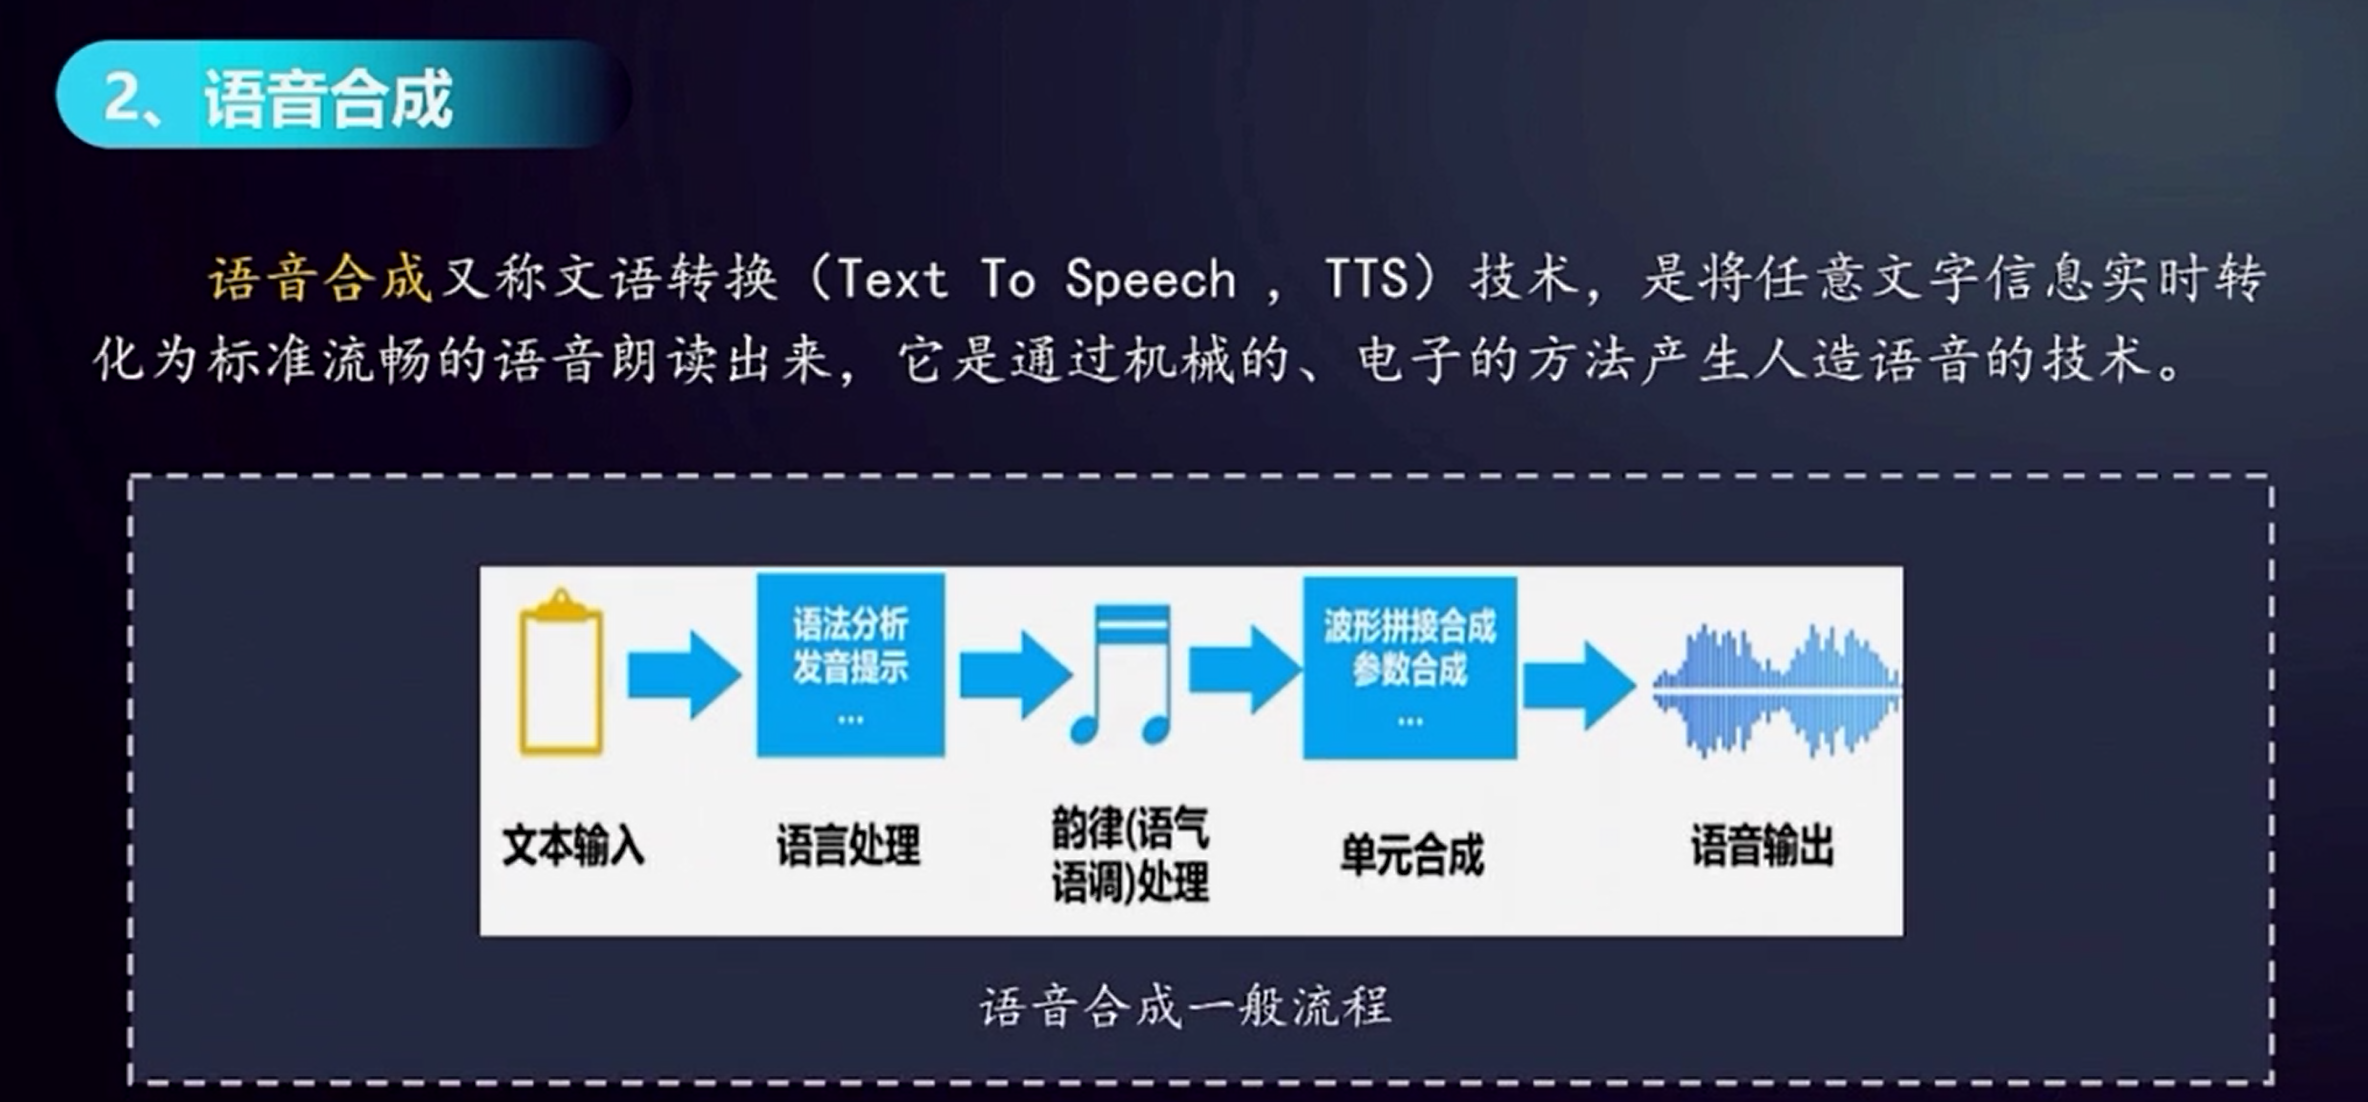 2、语音合成
语音合成又称文语转换（Text To Speech ，TTS）技术，是将任意文字信息实时转
化为标准流畅的语音朗读出来，它是通过机械的、电子的方法产生人造语音的技术。
语法分析
发音提示
...
波形拼接合成
参数合成
...
文本输入
语言处理
韵律(语气
语调)处理
单元合成
语音输出
语音合成一般流程